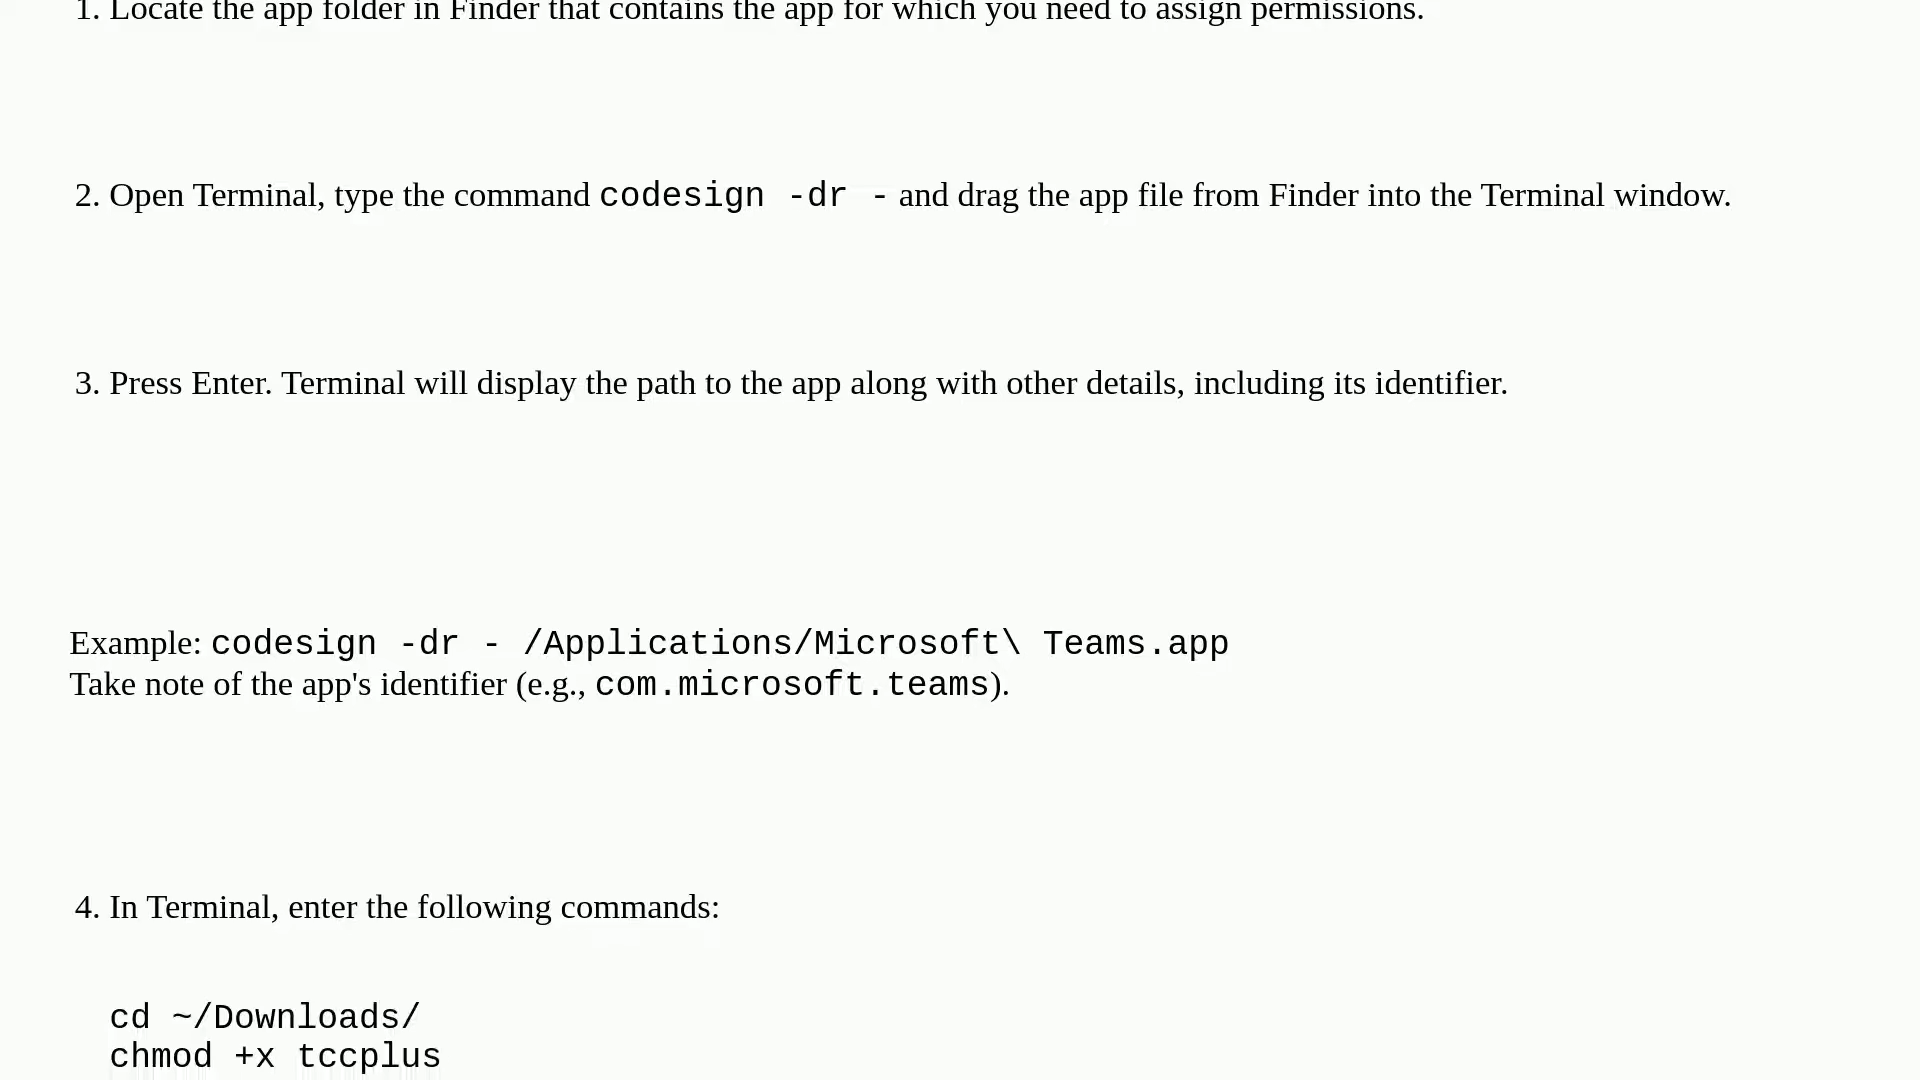 1. Locate the app folder in Finder that contains the app for which you need to assign permissions.
2. Open Terminal, type the command codesign -dr - and drag the app file from Finder into the Terminal window.
3. Press Enter. Terminal will display the path to the app along with other details, including its identifier.
Example: codesign -dr - /Applications/Microsoft\ Teams.app
Take note of the app's identifier (e.g., com.microsoft.teams).
4. In Terminal, enter the following commands:
cd ~/Downloads/
chmod +x tccplus